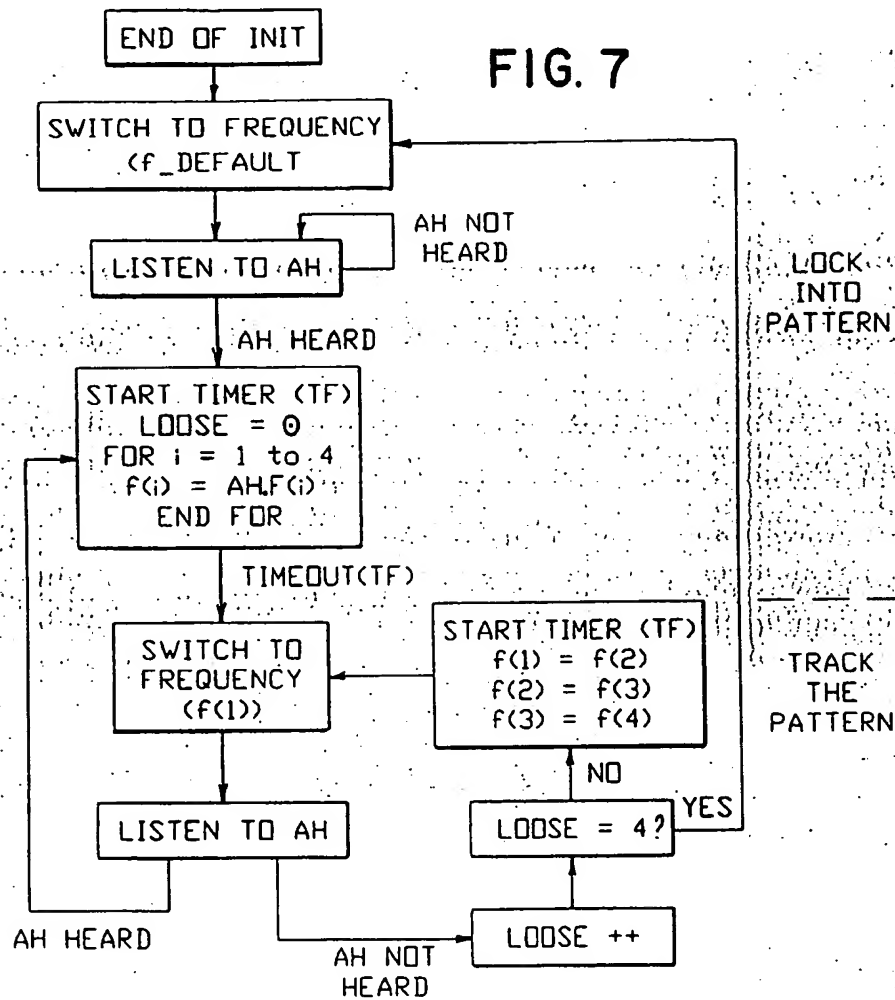 END OF INIT
FIG. 7
SWITCH TO FREQUENCY
(f_DEFAULT
LISTEN TO AH
AH NOT
HEARD
LOCK
INTO
PATTERN
AH HEARD
START TIMER (TF)
LOOSE = 0
FOR i = 1 to 4
f(i) = AH.F(i)
END FOR
TIMEOUT(TF)
SWITCH TO
FREQUENCY
(f(1))
START TIMER (TF)
f(1) = f(2)
f(2) = f(3)
f(3) = f(4)
TRACK
THE
PATTERN
NO
LISTEN TO AH
LOOSE = 4?
YES
AH HEARD
AH NOT
HEARD
LOOSE ++